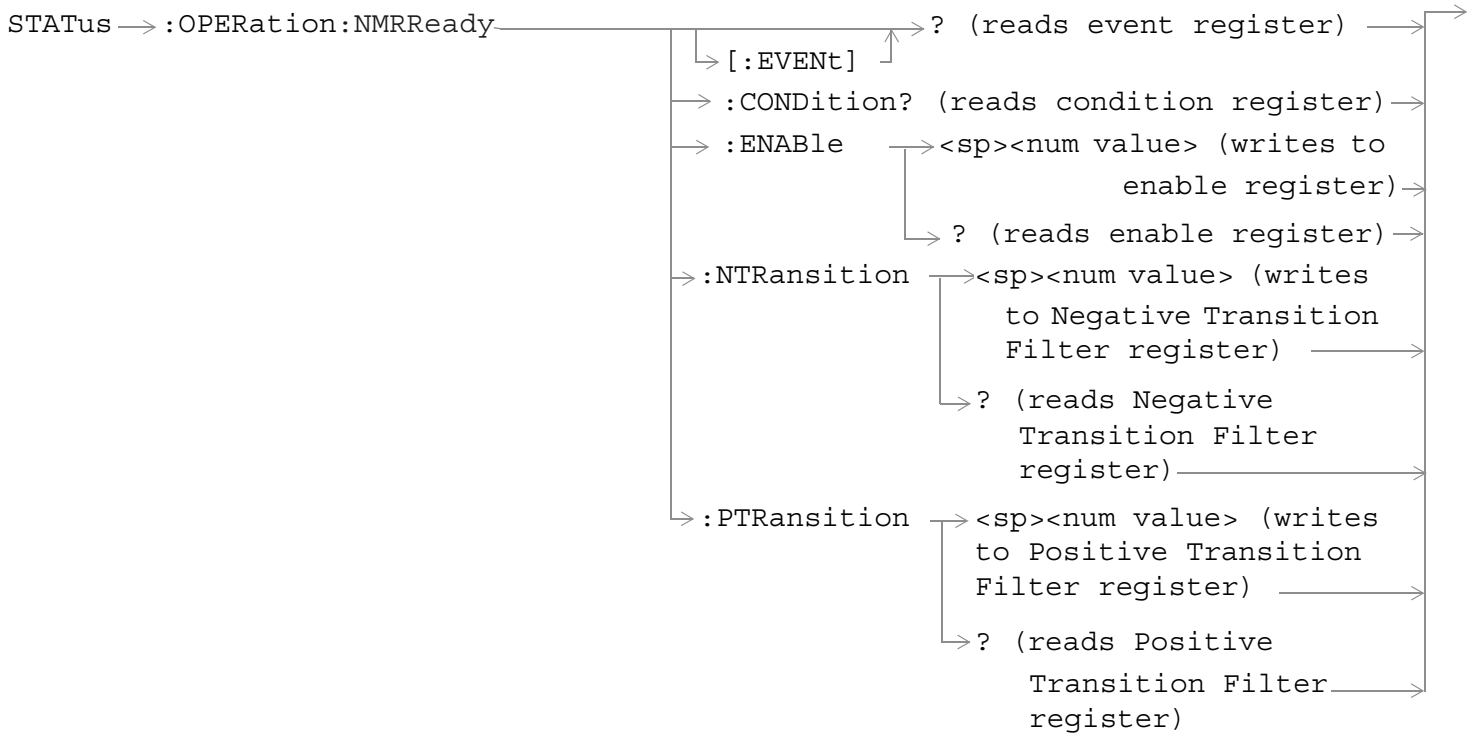 STATus :OPERation:NMRReady ? (reads event register)
[:EVENt]
:CONDition? (reads condition register)
:ENABle <sp><num value> (writes to
enable register)
? (reads enable register)
:NTRansition <sp><num value> (writes
to Negative Transition
Filter register)
? (reads Negative
Transition Filter
register)
:PTRansition <sp><num value> (writes
to Positive Transition
Filter register)
? (reads Positive
Transition Filter
register)